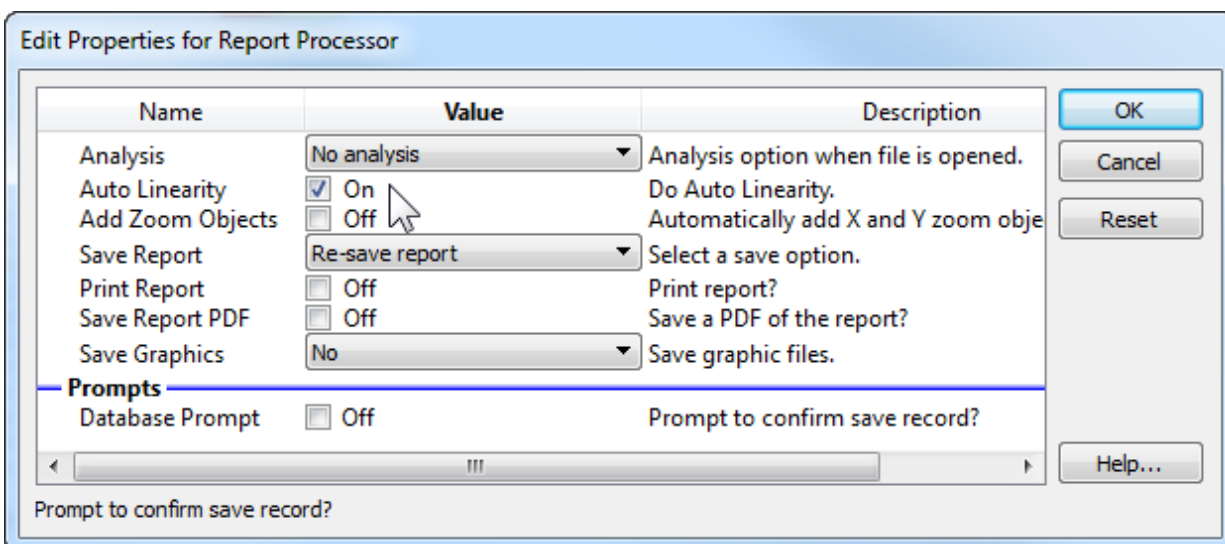 Edit Properties for Report Processor
Name Value Description OK
Analysis No analysis Analysis option when file is opened.
Cancel
Auto Linearity On Do Auto Linearity.
Add Zoom Objects Off Automatically add X and Y zoom obje Reset
Save Report Re-save report Select a save option.
Print Report Off Print report?
Save Report PDF Off Save a PDF of the report?
Save Graphics No Save graphic files.
Prompts
Database Prompt Off Prompt to confirm save record?
Help...
Prompt to confirm save record?